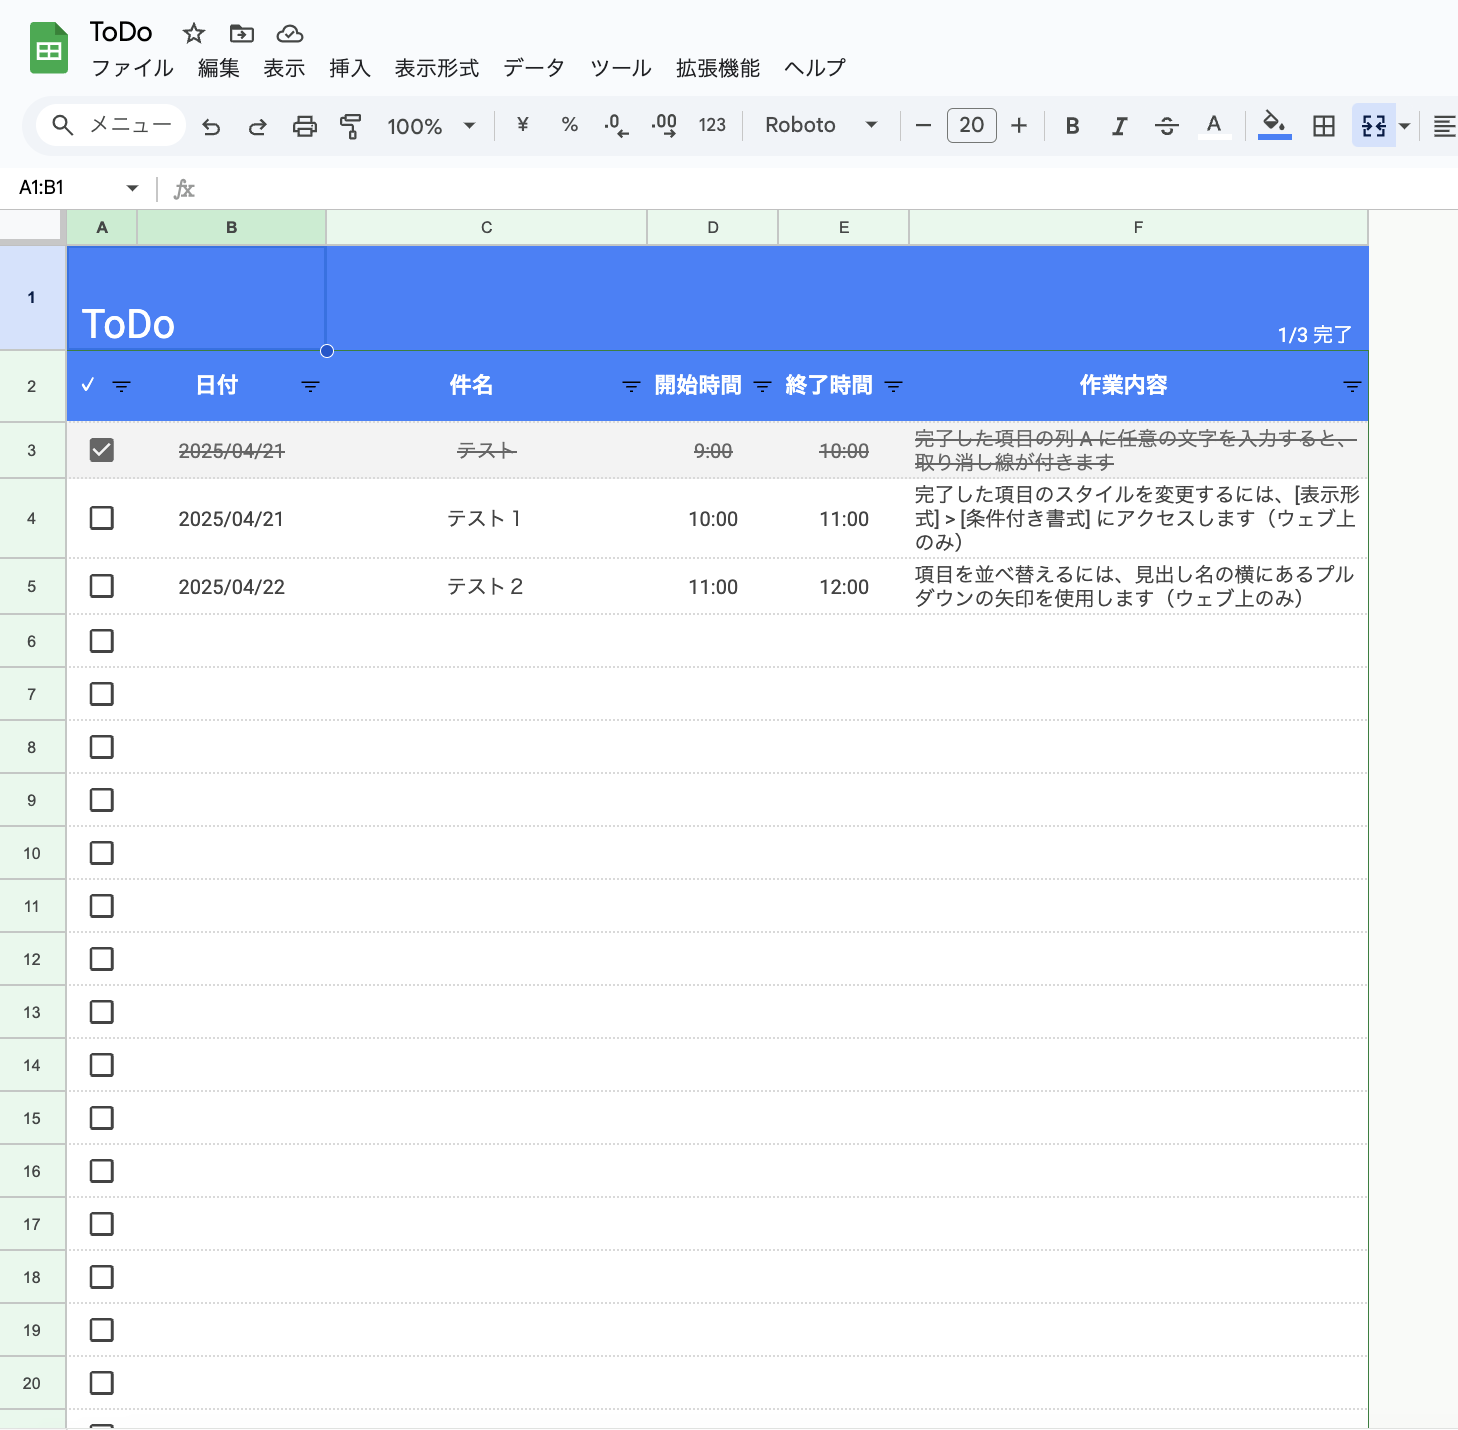 ToDo
ファイル 編集 表示 挿入 表示形式 データ ツール 拡張機能 ヘルプ
メニュー 100% ¥ % .0 .00 123 Roboto 20 B I A
A1:B1 fx
A B C D E F
1 ToDo 1/3 完了
2 ✓ 日付 件名 開始時間 終了時間 作業内容
3 2025/04/21 テスト 9:00 10:00 完了した項目の列 A に任意の文字を入力すると、
取り消し線が付きます
4 2025/04/21 テスト 1 10:00 11:00 完了した項目のスタイルを変更するには、[表示形
式] > [条件付き書式] にアクセスします（ウェブ上
のみ）
5 2025/04/22 テスト 2 11:00 12:00 項目を並べ替えるには、見出し名の横にあるプル
ダウンの矢印を使用します（ウェブ上のみ）
6
7
8
9
10
11
12
13
14
15
16
17
18
19
20